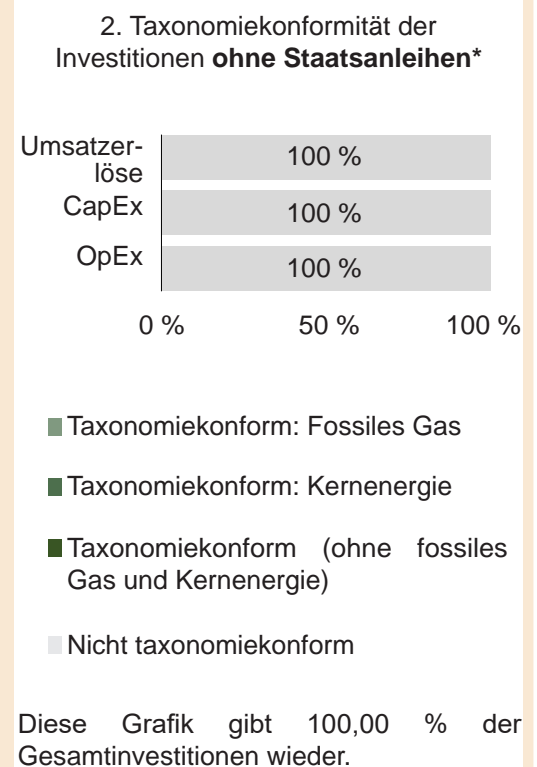 2. Taxonomiekonformität der
Investitionen ohne Staatsanleihen*
Umsatzer-
löse
100 %
CapEx
100 %
OpEx
100 %
0 % 50 % 100 %
Taxonomiekonform: Fossiles Gas
Taxonomiekonform: Kernenergie
Taxonomiekonform (ohne fossiles
Gas und Kernenergie)
Nicht taxonomiekonform
Diese Grafik gibt 100,00 % der
Gesamtinvestitionen wieder.